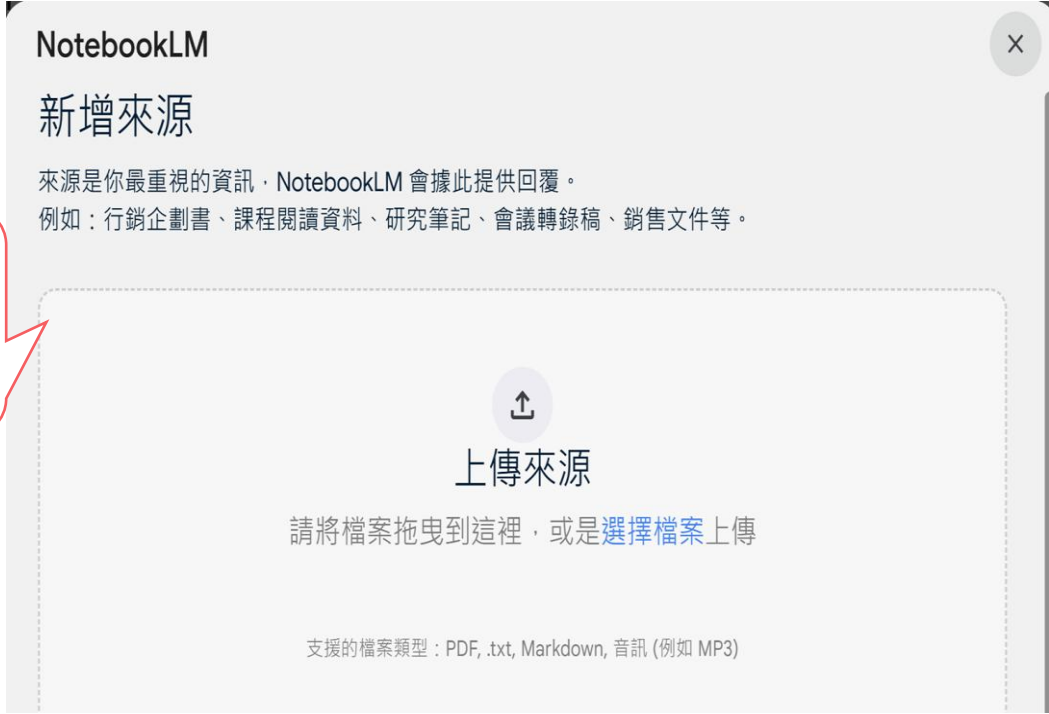 NotebookLM
新增來源
來源是你最重視的資訊，NotebookLM 會據此提供回覆。
例如：行銷企劃書、課程閱讀資料、研究筆記、會議轉錄稿、銷售文件等。
上傳來源
請將檔案拖曳到這裡，或是選擇檔案上傳
支援的檔案類型：PDF, .txt, Markdown, 音訊 (例如 MP3)